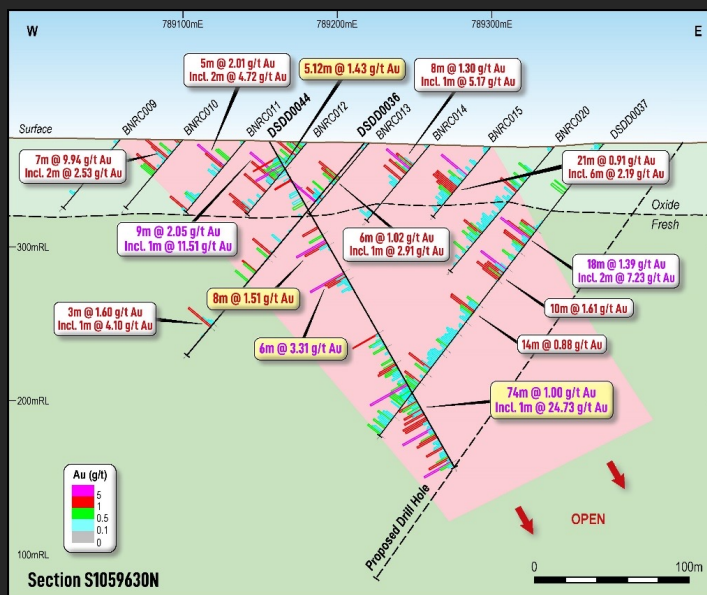 789100mE
789200mE
789300mE
W
E
5m @ 2.01 g/t Au
Incl. 2m @ 4.72 g/t Au
5.12m @ 1.43 g/t Au
8m @ 1.30 g/t Au
Incl. 1m @ 5.17 g/t Au
Surface
BNRC009
BNRC010
BNRC011
DSDD0044
BNRC012
DSDD0036
BNRC013
BNRC014
BNRC015
BNRC020
DSDD0037
7m @ 9.94 g/t Au
Incl. 2m @ 2.53 g/t Au
21m @ 0.91 g/t Au
Incl. 6m @ 2.19 g/t Au
Oxide
Fresh
9m @ 2.05 g/t Au
Incl. 1m @ 11.51 g/t Au
6m @ 1.02 g/t Au
Incl. 1m @ 2.91 g/t Au
300mRL
18m @ 1.39 g/t Au
Incl. 2m @ 7.23 g/t Au
8m @ 1.51 g/t Au
10m @ 1.61 g/t Au
3m @ 1.60 g/t Au
Incl. 1m @ 4.10 g/t Au
6m @ 3.31 g/t Au
14m @ 0.88 g/t Au
200mRL
74m @ 1.00 g/t Au
Incl. 1m @ 24.73 g/t Au
Au (g/t)
5
1
0.5
0.1
0
Proposed Drill Hole
OPEN
100mRL
0
100m
Section S1059630N